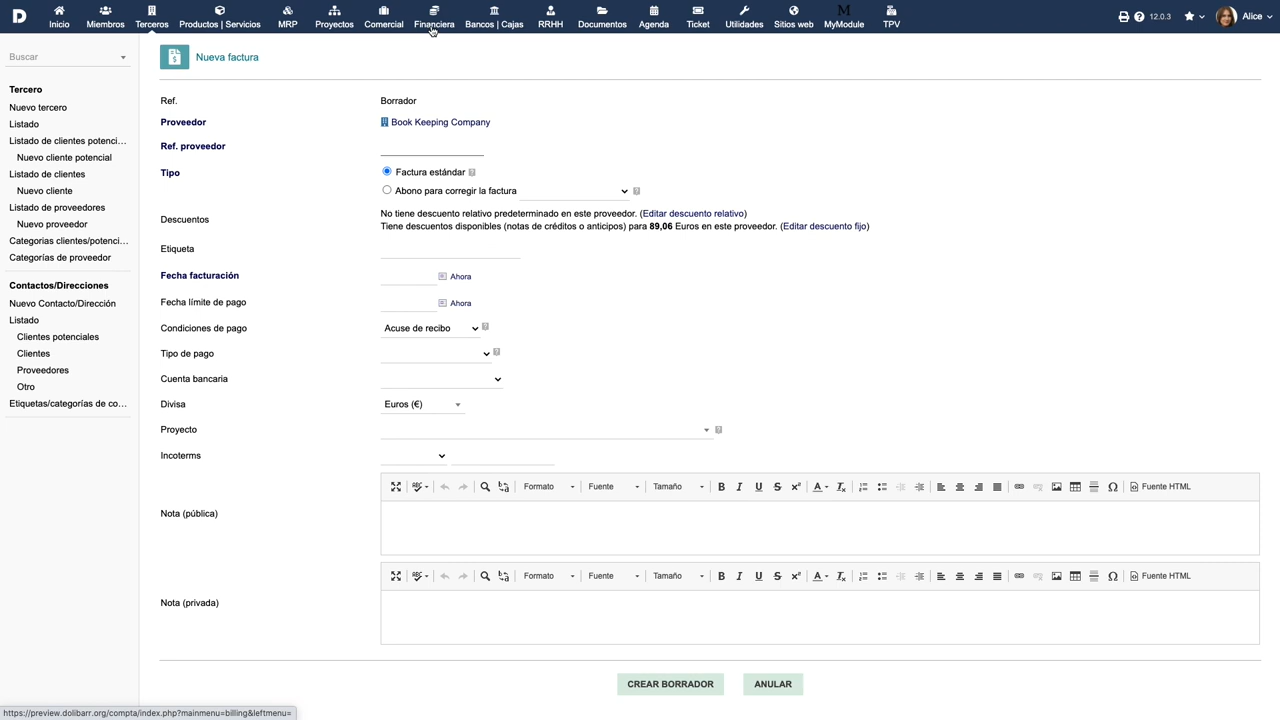 Inicio
Miembros
Terceros
Productos | Servicios
MRP
Proyectos
Comercial
Financiera
Bancos | Cajas
RRHH
Documentos
Agenda
Ticket
Utilidades
Sitios web
M
MyModule
TPV
12.0.3
Alice
Buscar
Tercero
Nuevo tercero
Listado
Listado de clientes potenci...
Nuevo cliente potencial
Listado de clientes
Nuevo cliente
Listado de proveedores
Nuevo proveedor
Categorias clientes/potenci...
Categorías de proveedor
Contactos/Direcciones
Nuevo Contacto/Dirección
Listado
Clientes potenciales
Clientes
Proveedores
Otro
Etiquetas/categorías de co...
Nueva factura
Ref. Borrador
Proveedor Book Keeping Company
Ref. proveedor
Tipo Factura estándar
Abono para corregir la factura
Descuentos No tiene descuento relativo predeterminado en este proveedor. (Editar descuento relativo)
Tiene descuentos disponibles (notas de créditos o anticipos) para 89,06 Euros en este proveedor. (Editar descuento fijo)
Etiqueta
Fecha facturación Ahora
Fecha límite de pago Ahora
Condiciones de pago Acuse de recibo
Tipo de pago
Cuenta bancaria
Divisa Euros (€)
Proyecto
Incoterms
Formato Fuente Tamaño B I U S Fuente HTML
Nota (pública)
Formato Fuente Tamaño B I U S Fuente HTML
Nota (privada)
CREAR BORRADOR ANULAR
https://preview.dolibarr.org/compta/index.php?mainmenu=billing&leftmenu=